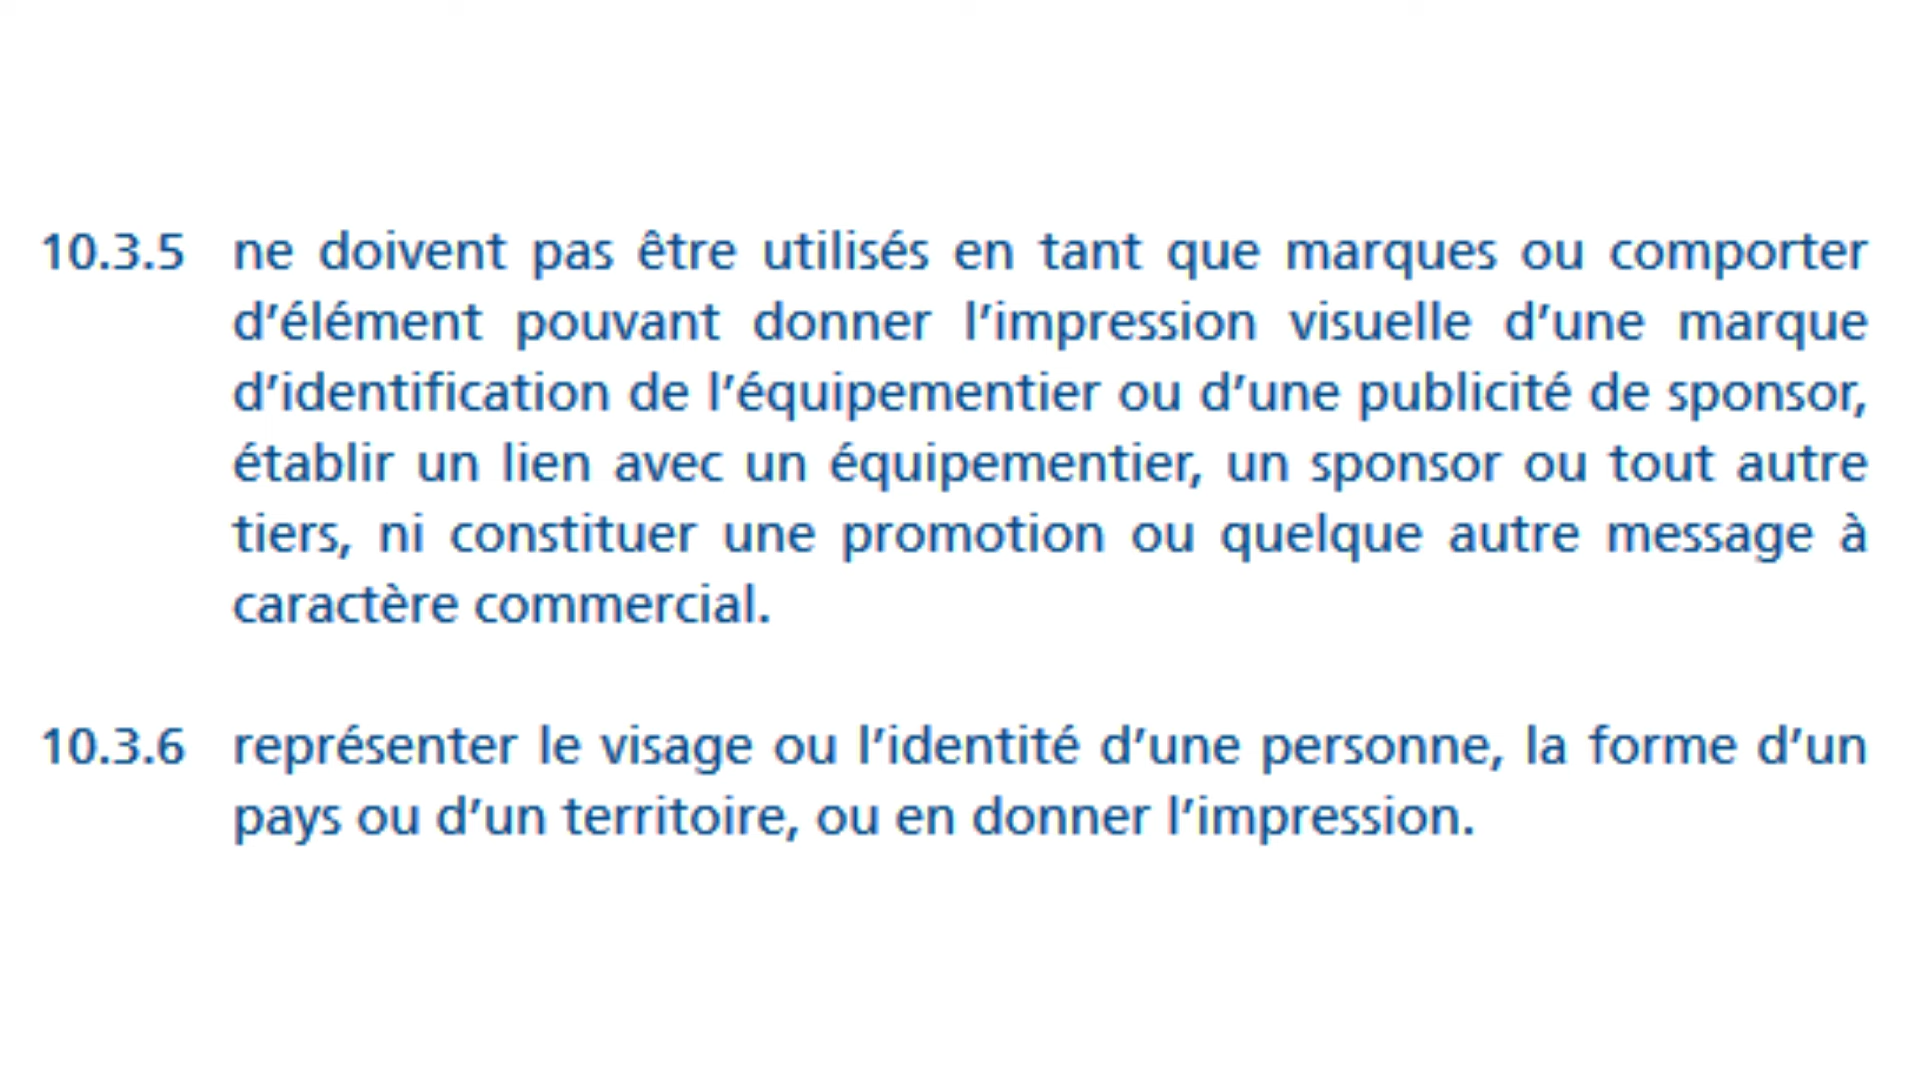 10.3.5 ne doivent pas être utilisés en tant que marques ou comporter
d’élément pouvant donner l’impression visuelle d’une marque
d’identification de l’équipementier ou d’une publicité de sponsor,
établir un lien avec un équipementier, un sponsor ou tout autre
tiers, ni constituer une promotion ou quelque autre message à
caractère commercial.
10.3.6 représenter le visage ou l’identité d’une personne, la forme d’un
pays ou d’un territoire, ou en donner l’impression.